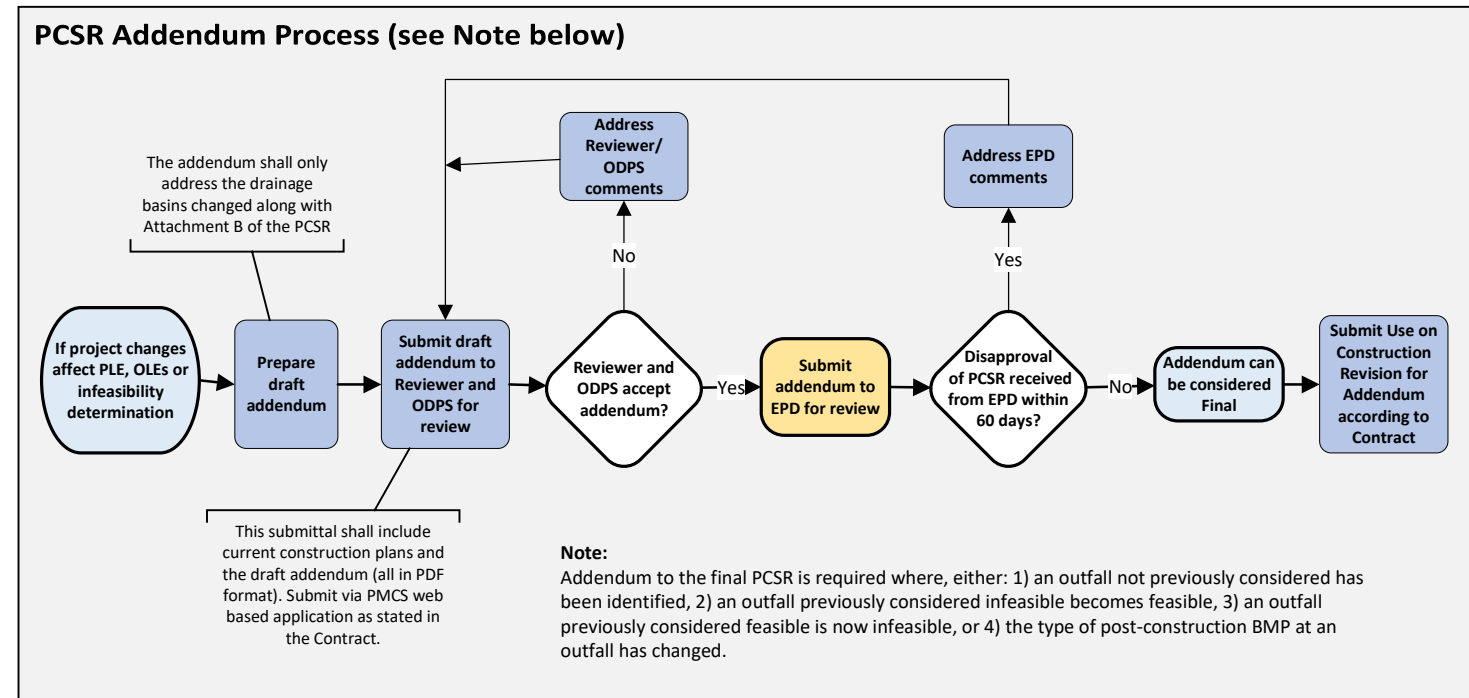 PCSR Addendum Process (see Note below)
The addendum shall only
address the drainage
basins changed along with
Attachment B of the PCSR
Address
Reviewer/
ODPS
comments
Address EPD
comments
No
Yes
If project changes
affect PLE, OLEs or
infeasibility
determination
Prepare
draft
addendum
Submit draft
addendum to
Reviewer and
ODPS for
review
Reviewer and
ODPS accept
addendum?
Yes
Submit
addendum to
EPD for review
Disapproval
of PCSR received
from EPD within
60 days?
No
Addendum can
be considered
Final
Submit Use on
Construction
Revision for
Addendum
according to
Contract
This submittal shall include
current construction plans and
the draft addendum (all in PDF
format). Submit via PMCS web
based application as stated in
the Contract.
Note:
Addendum to the final PCSR is required where, either: 1) an outfall not previously considered has
been identified, 2) an outfall previously considered infeasible becomes feasible, 3) an outfall
previously considered feasible is now infeasible, or 4) the type of post-construction BMP at an
outfall has changed.